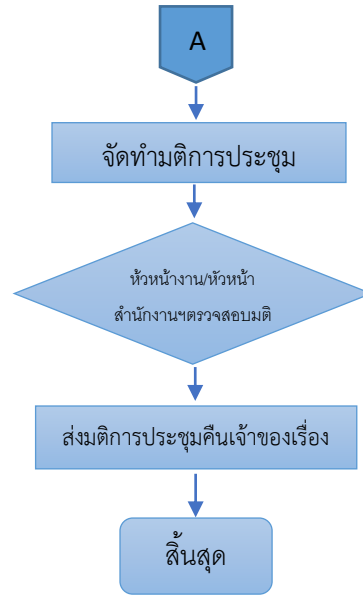 A
จัดทำมติการประชุม
ห้วหน้างาน/หัวหน้า
สำนักงานฯตรวจสอบมติ
ส่งมติการประชุมคืนเจ้าของเรื่อง
สิ้นสุด